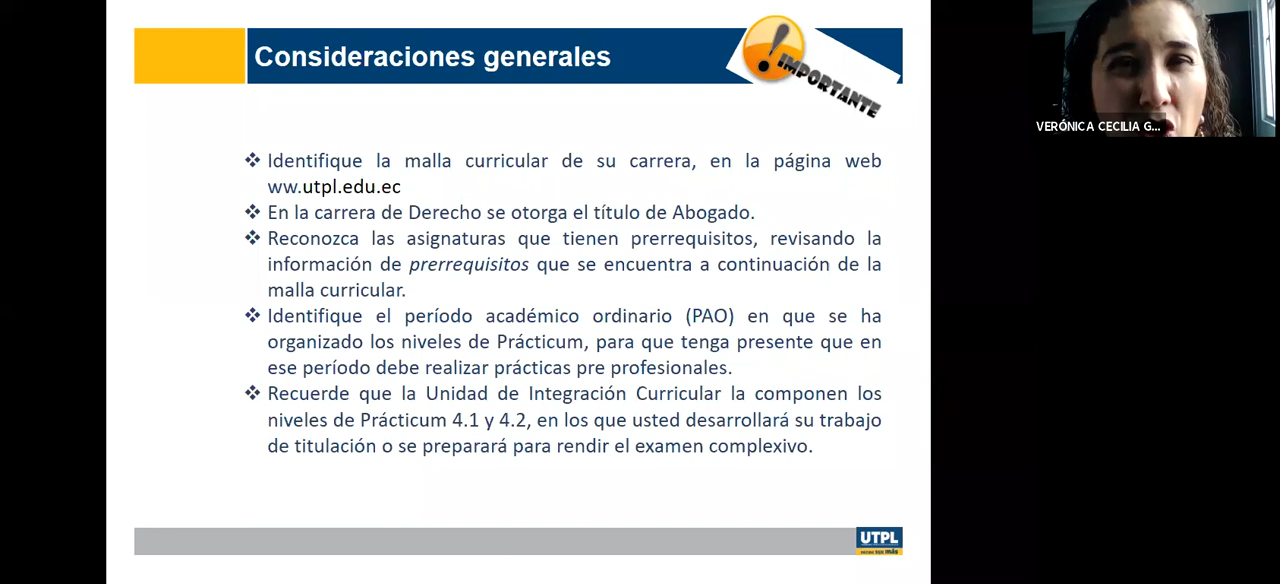 Consideraciones generales
IMPORTANTE
VERÓNICA CECILIA G...
❖ Identifique la malla curricular de su carrera, en la página web
ww.utpl.edu.ec
❖ En la carrera de Derecho se otorga el título de Abogado.
❖ Reconozca las asignaturas que tienen prerrequisitos, revisando la
información de prerrequisitos que se encuentra a continuación de la
malla curricular.
❖ Identifique el período académico ordinario (PAO) en que se ha
organizado los niveles de Prácticum, para que tenga presente que en
ese período debe realizar prácticas pre profesionales.
❖ Recuerde que la Unidad de Integración Curricular la componen los
niveles de Prácticum 4.1 y 4.2, en los que usted desarrollará su trabajo
de titulación o se preparará para rendir el examen complexivo.
UTPL